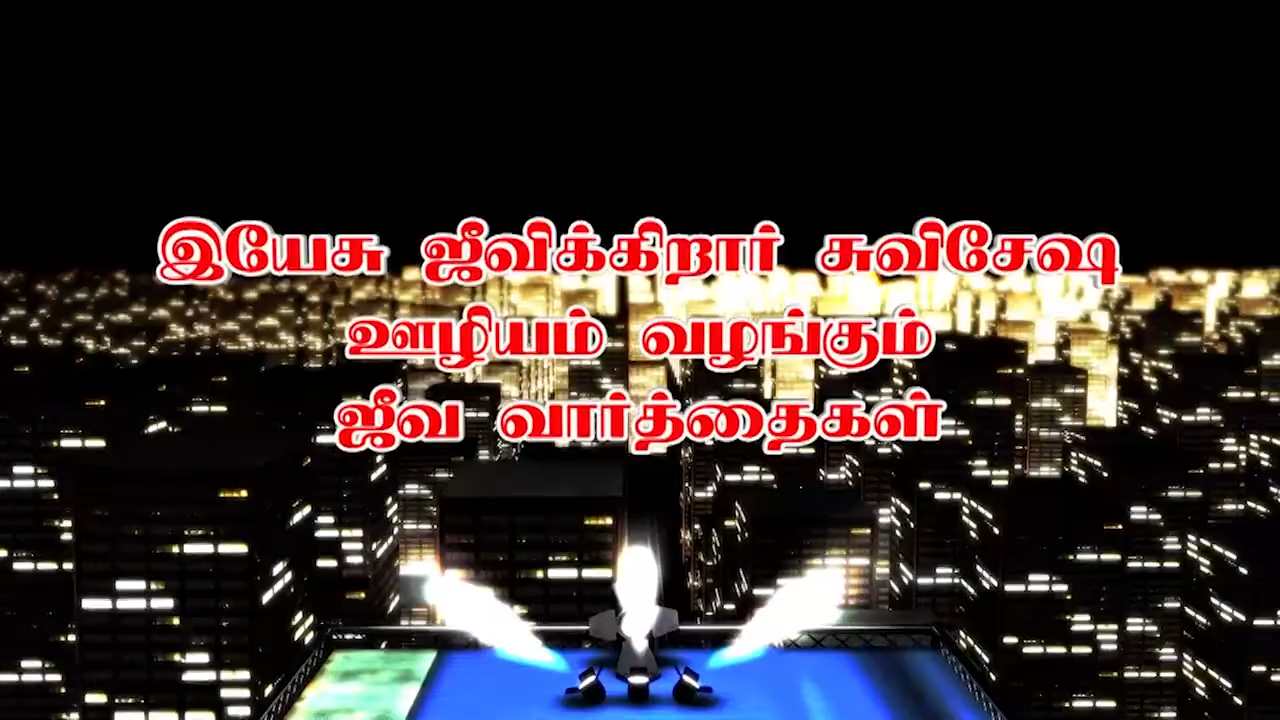 இயேசு ஜீவிக்கிறார் சுவிசேஷ
ஊழியம் வழங்கும்
ஜீவ வார்த்தைகள்